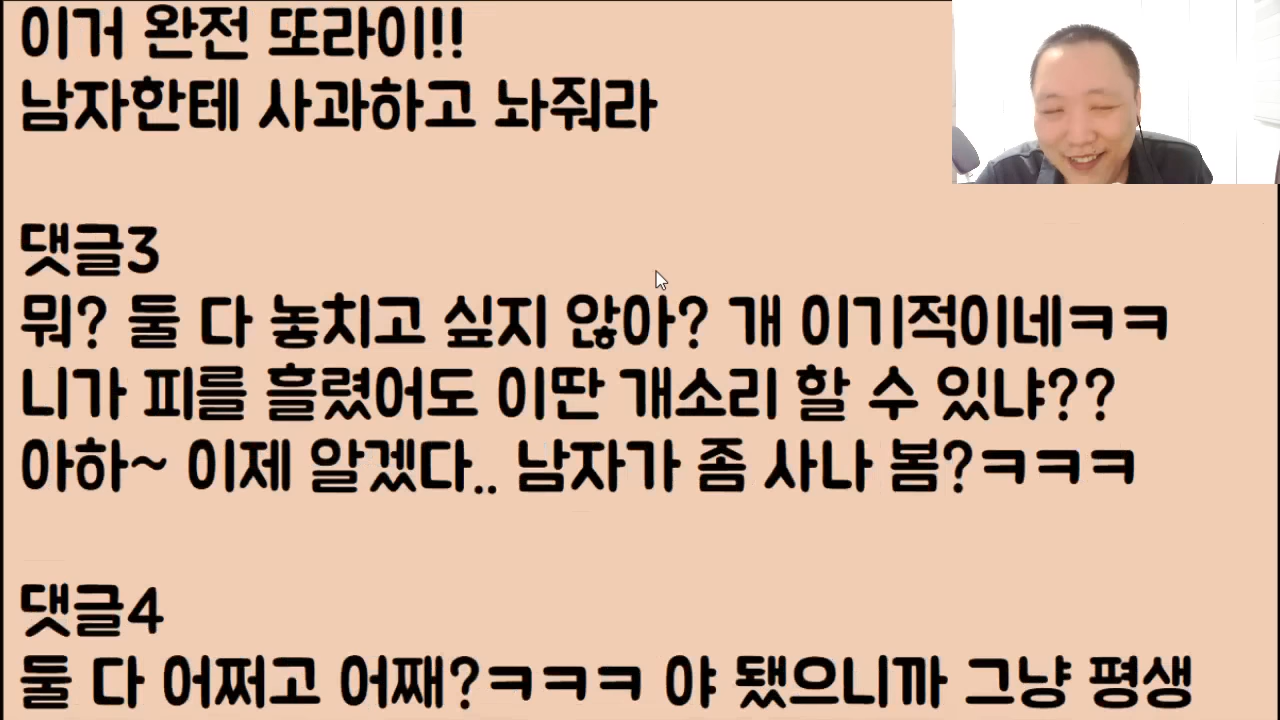 이거 완전 또라이!!
남자한테 사과하고 놔줘라
댓글3
뭐? 둘 다 놓치고 싶지 않아? 개 이기적이네ㅋㅋ
니가 피를 흘렸어도 이딴 개소리 할 수 있냐??
아하~ 이제 알겠다.. 남자가 좀 사나 봄?ㅋㅋㅋ
댓글4
둘 다 어쩌고 어째?ㅋㅋㅋ 야 됐으니까 그냥 평생